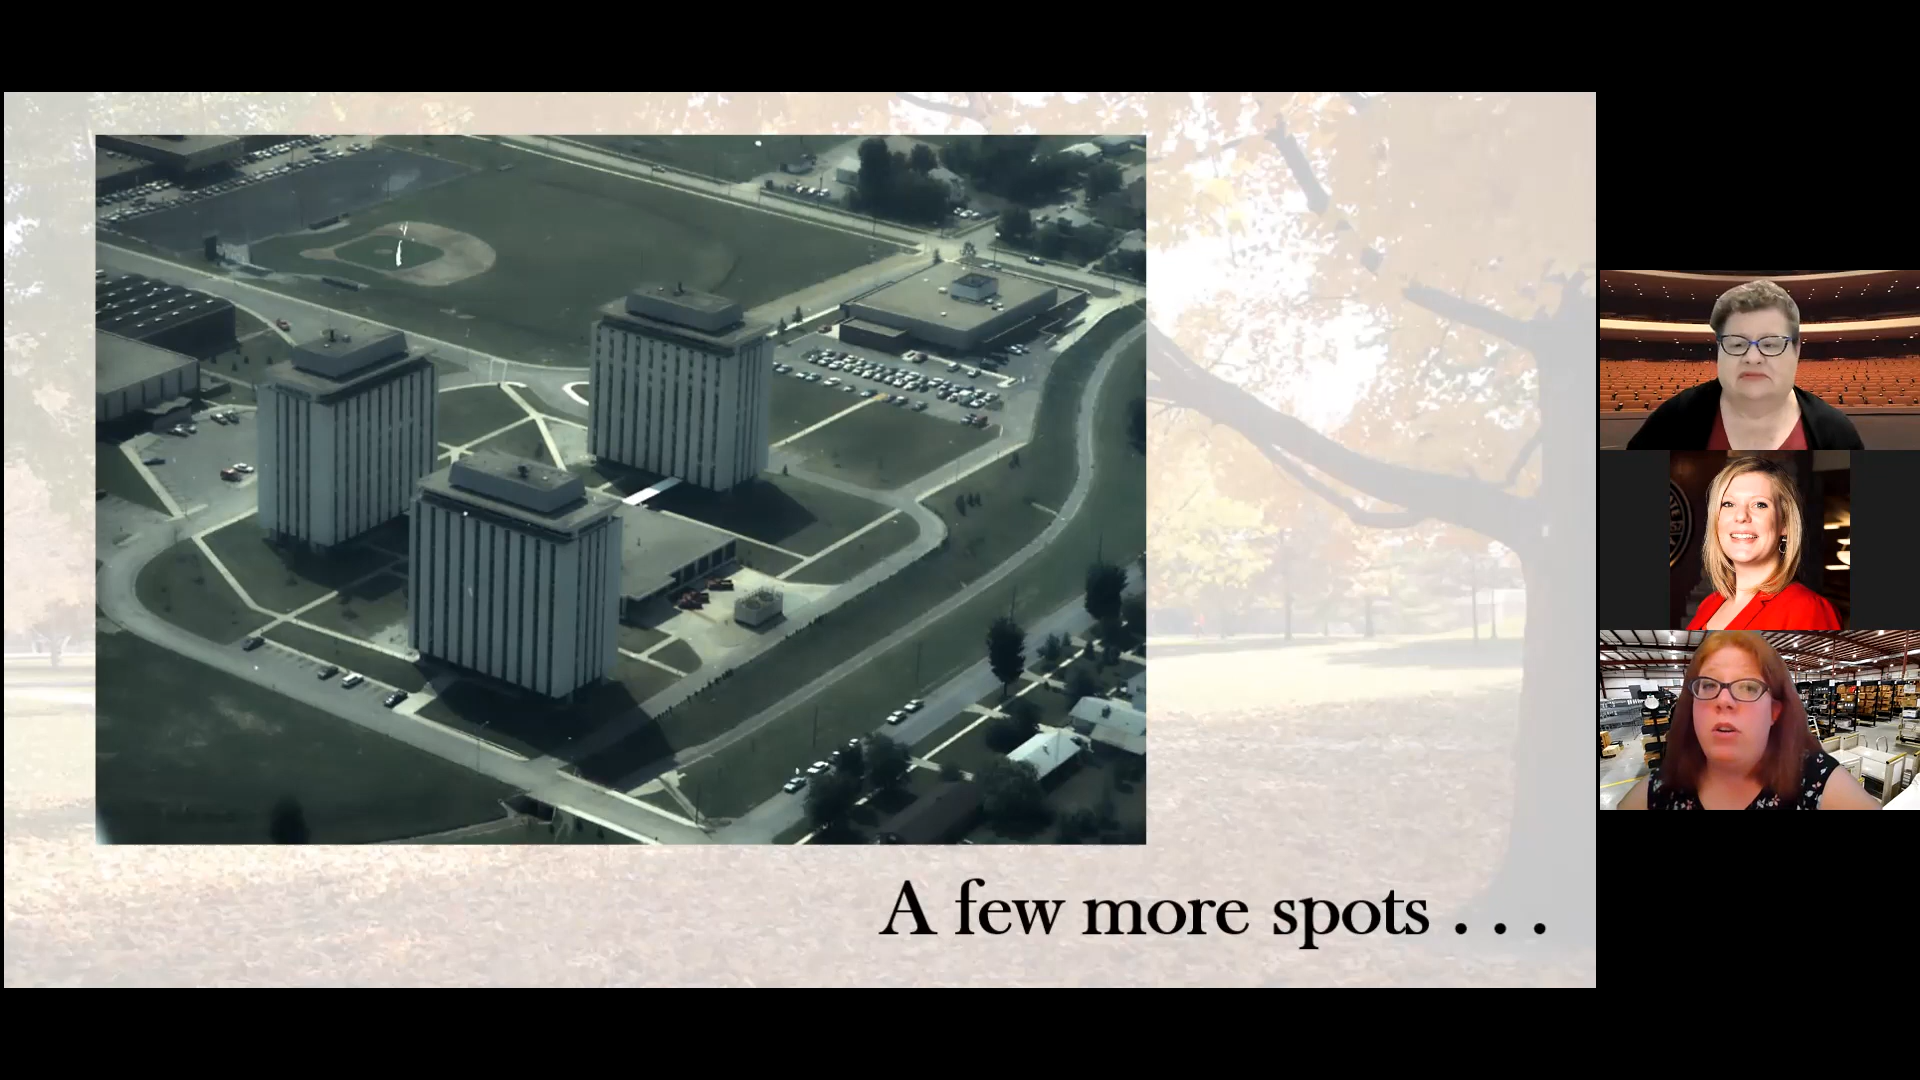 A few more spots . . .